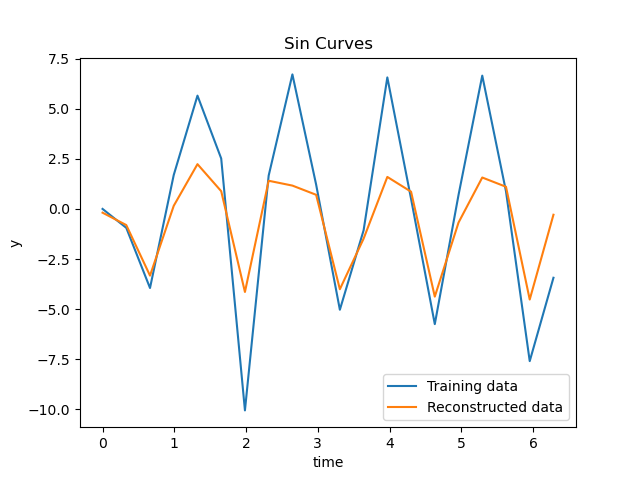 Sin Curves
7.5
5.0
2.5
0.0
−2.5
−5.0
−7.5
−10.0
y
0 1 2 3 4 5 6
time
Training data
Reconstructed data